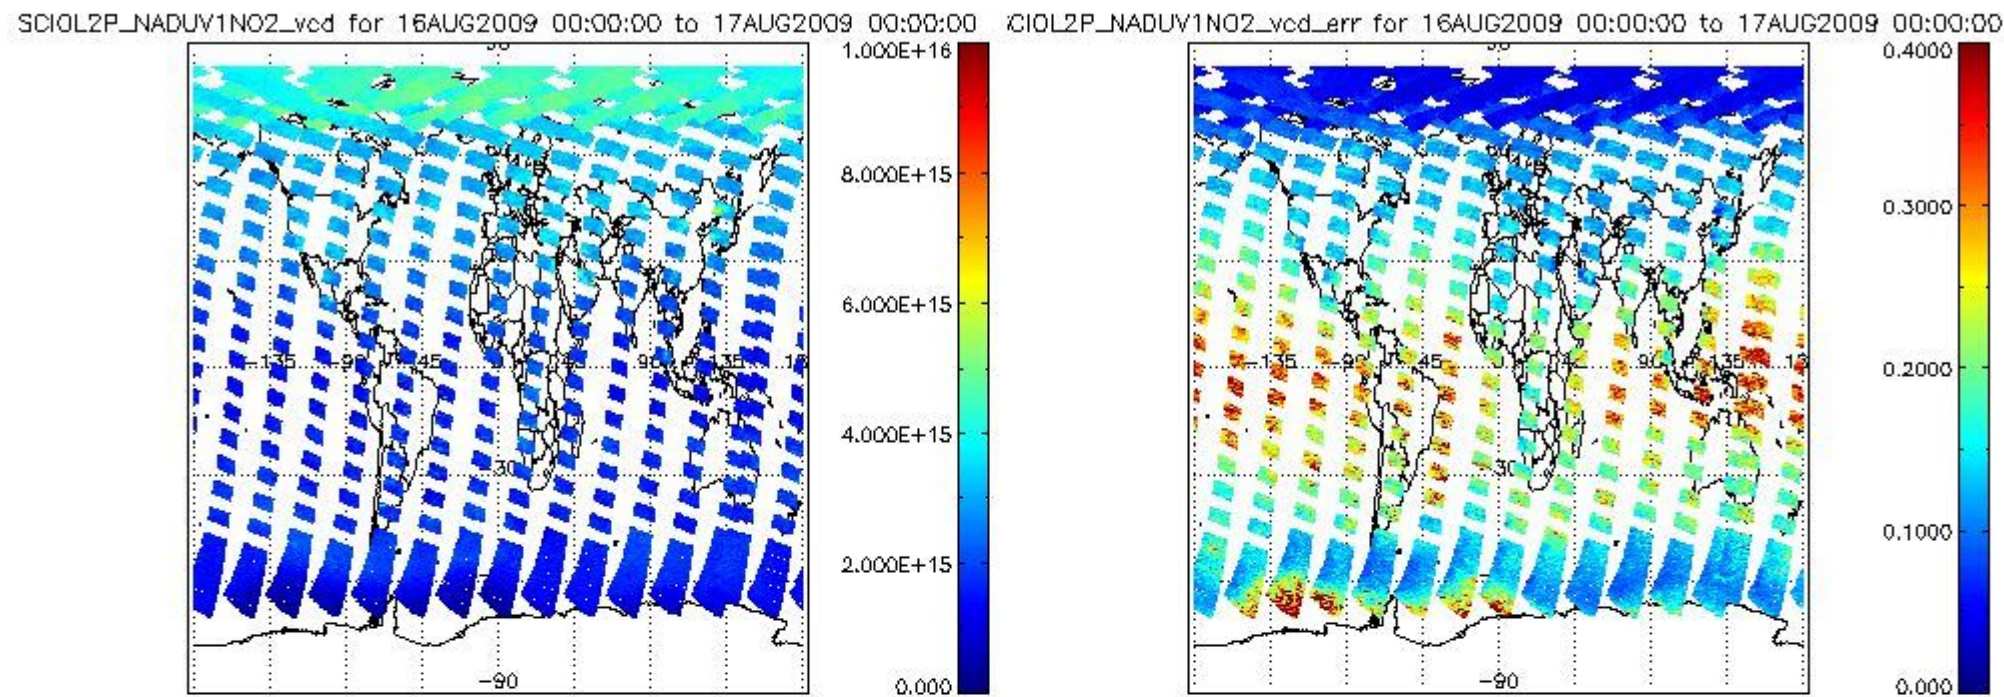 SCIOL2P_NADUV1NO2_vcd for 16AUG2009 00:00:00 to 17AUG2009 00:00:00
1.000E+16
8.000E+15
6.000E+15
4.000E+15
2.000E+15
0.000
-135 -90 45 90 135
30
-90
CIOL2P_NADUV1NO2_vcd_err for 16AUG2009 00:00:00 to 17AUG2009 00:00:00
0.4000
0.3000
0.2000
0.1000
0.000
-135 -90 45 90 135
-30
-90